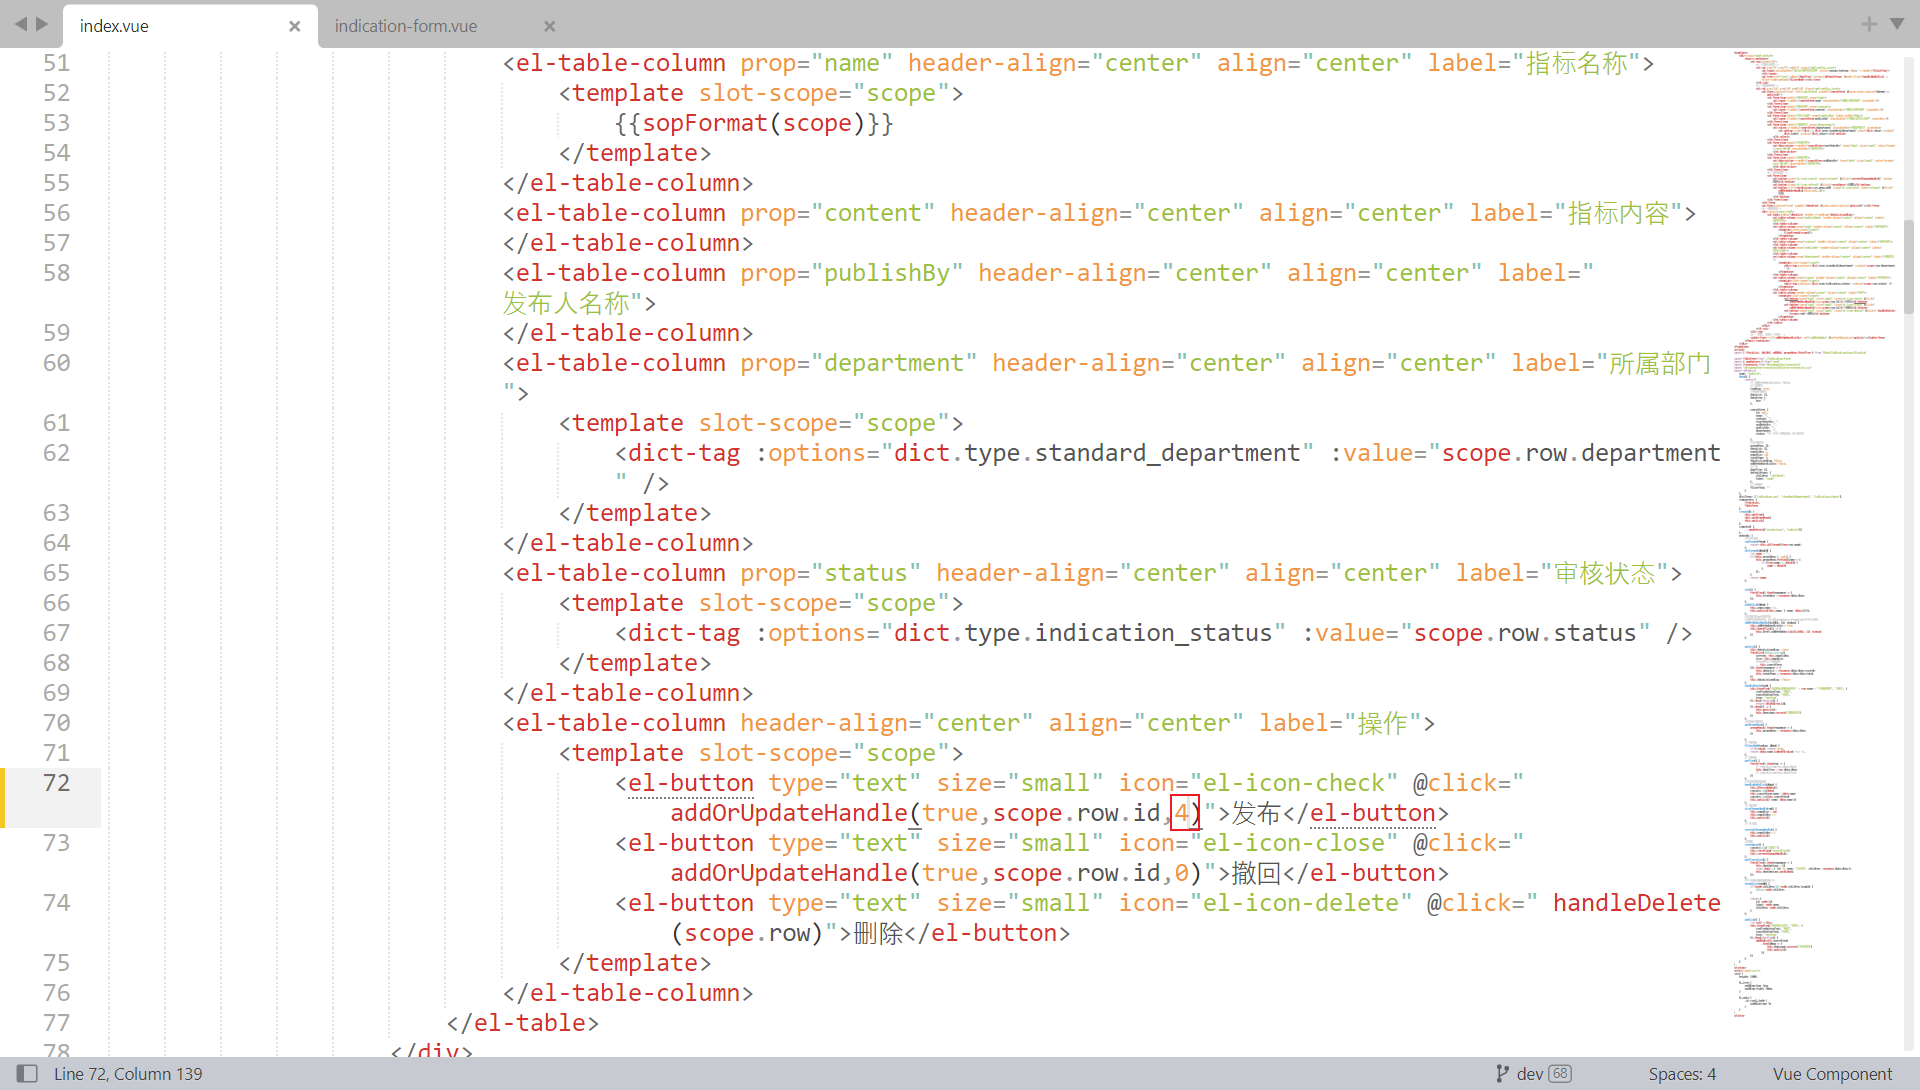 index.vue × indication-form.vue ×
51 <el-table-column prop="name" header-align="center" align="center" label="指标名称">
52 <template slot-scope="scope">
53 {{sopFormat(scope)}}
54 </template>
55 </el-table-column>
56 <el-table-column prop="content" header-align="center" align="center" label="指标内容">
57 </el-table-column>
58 <el-table-column prop="publishBy" header-align="center" align="center" label="
发布人名称">
59 </el-table-column>
60 <el-table-column prop="department" header-align="center" align="center" label="所属部门
">
61 <template slot-scope="scope">
62 <dict-tag :options="dict.type.standard_department" :value="scope.row.department
" />
63 </template>
64 </el-table-column>
65 <el-table-column prop="status" header-align="center" align="center" label="审核状态">
66 <template slot-scope="scope">
67 <dict-tag :options="dict.type.indication_status" :value="scope.row.status" />
68 </template>
69 </el-table-column>
70 <el-table-column header-align="center" align="center" label="操作">
71 <template slot-scope="scope">
72 <el-button type="text" size="small" icon="el-icon-check" @click="
addOrUpdateHandle(true,scope.row.id,4)">发布</el-button>
73 <el-button type="text" size="small" icon="el-icon-close" @click="
addOrUpdateHandle(true,scope.row.id,0)">撤回</el-button>
74 <el-button type="text" size="small" icon="el-icon-delete" @click=" handleDelete
(scope.row)">删除</el-button>
75 </template>
76 </el-table-column>
77 </el-table>
78 </div>
Line 72, Column 139 dev 68 Spaces: 4 Vue Component